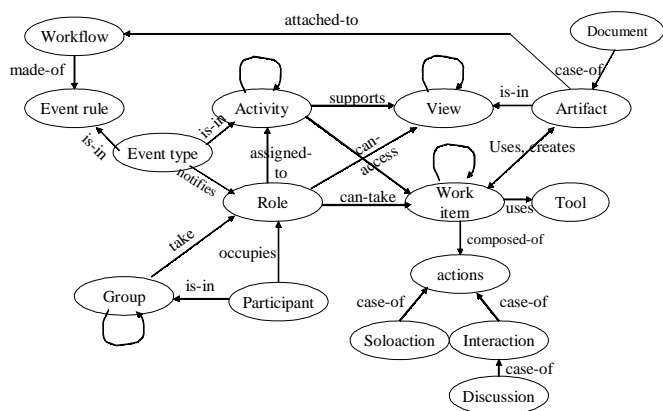 attached-to
Workflow
Document
made-of
case-of
Event rule
Activity
supports
View
is-in
Artifact
is-in
is-in
Event type
assigned-
to
can-
access
Uses, creates
notifies
Role
can-take
Work
item
uses
Tool
take
occupies
composed-of
Group
is-in
Participant
actions
case-of
case-of
Soloaction
Interaction
case-of
Discussion